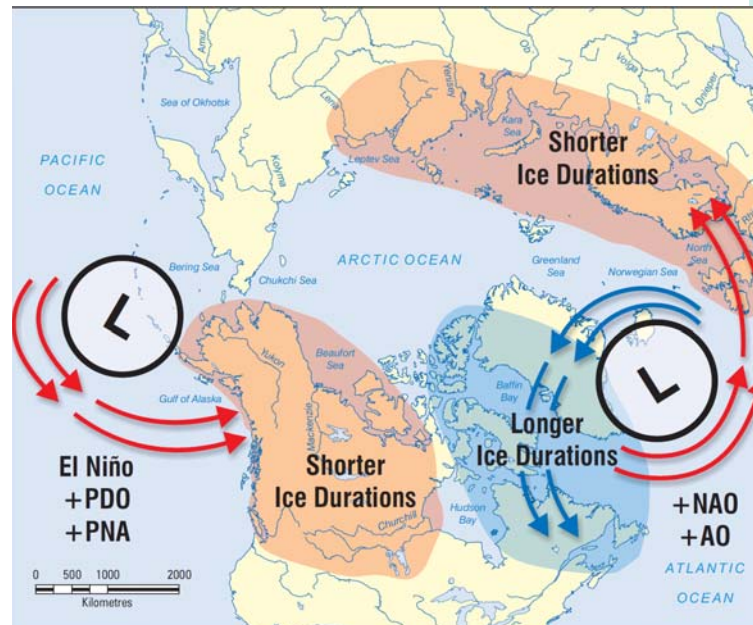 Amur
Ob
Volga
Dnieper
Yenisey
Lena
Sea of Okhotsk
Kara
Sea
Shorter
Ice Durations
Kolyma
Laptev Sea
PACIFIC
OCEAN
North
Sea
Bering Sea
Chukchi Sea
ARCTIC OCEAN
Greenland
Sea
Norwegian Sea
L
L
Yukon
Beaufort
Sea
Baffin
Bay
Gulf of Alaska
Mackenzie
Longer
Ice Durations
El Niño
+PDO
+PNA
Shorter
Ice Durations
Hudson
Bay
Churchill
+NAO
+AO
ATLANTIC
OCEAN
0 500 1000 2000
Kilometres